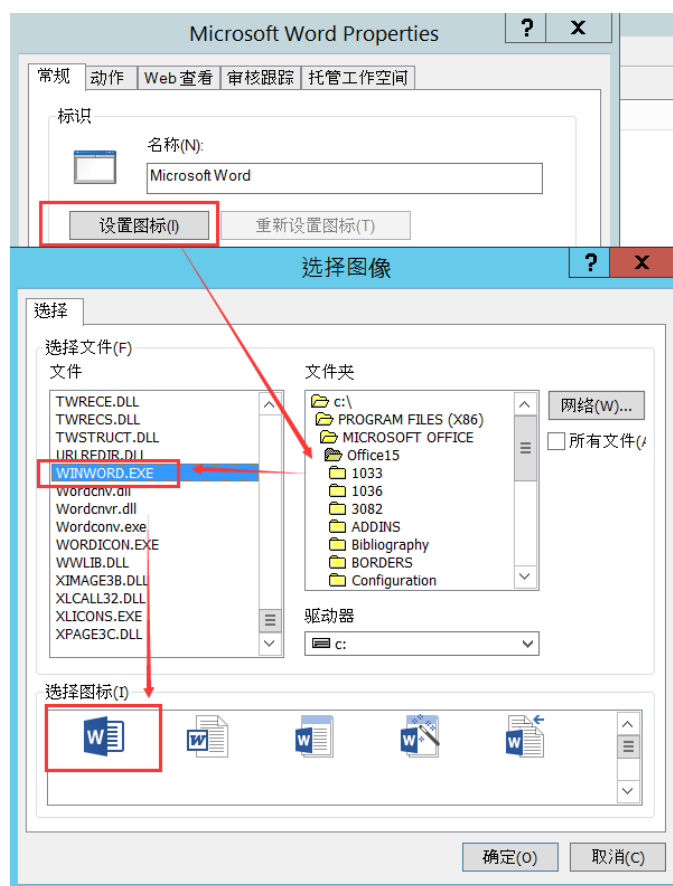 Microsoft Word Properties ? x
常规 动作 Web 查看 审核跟踪 托管工作空间
标识
名称(N):
Microsoft Word
设置图标(I) 重新设置图标(T)
选择图像 ? x
选择
选择文件(F)
文件
TWRECE.DLL
TWRECS.DLL
TWSTRUCT.DLL
URLREDIR.DLL
WINWORD.EXE
Wordcnv.dll
Wordcnvr.dll
Wordconv.exe
WORDICON.EXE
WWLIB.DLL
XIMAGE3B.DLL
XLCALL32.DLL
XLICONS.EXE
XPAGE3C.DLL
文件夹
c:\
PROGRAM FILES (X86)
MICROSOFT OFFICE
Office15
1033
1036
3082
ADDINS
Bibliography
BORDERS
Configuration
网络(W)...
所有文件(
驱动器
c:
选择图标(I)
W W W W W
确定(O) 取消(C)